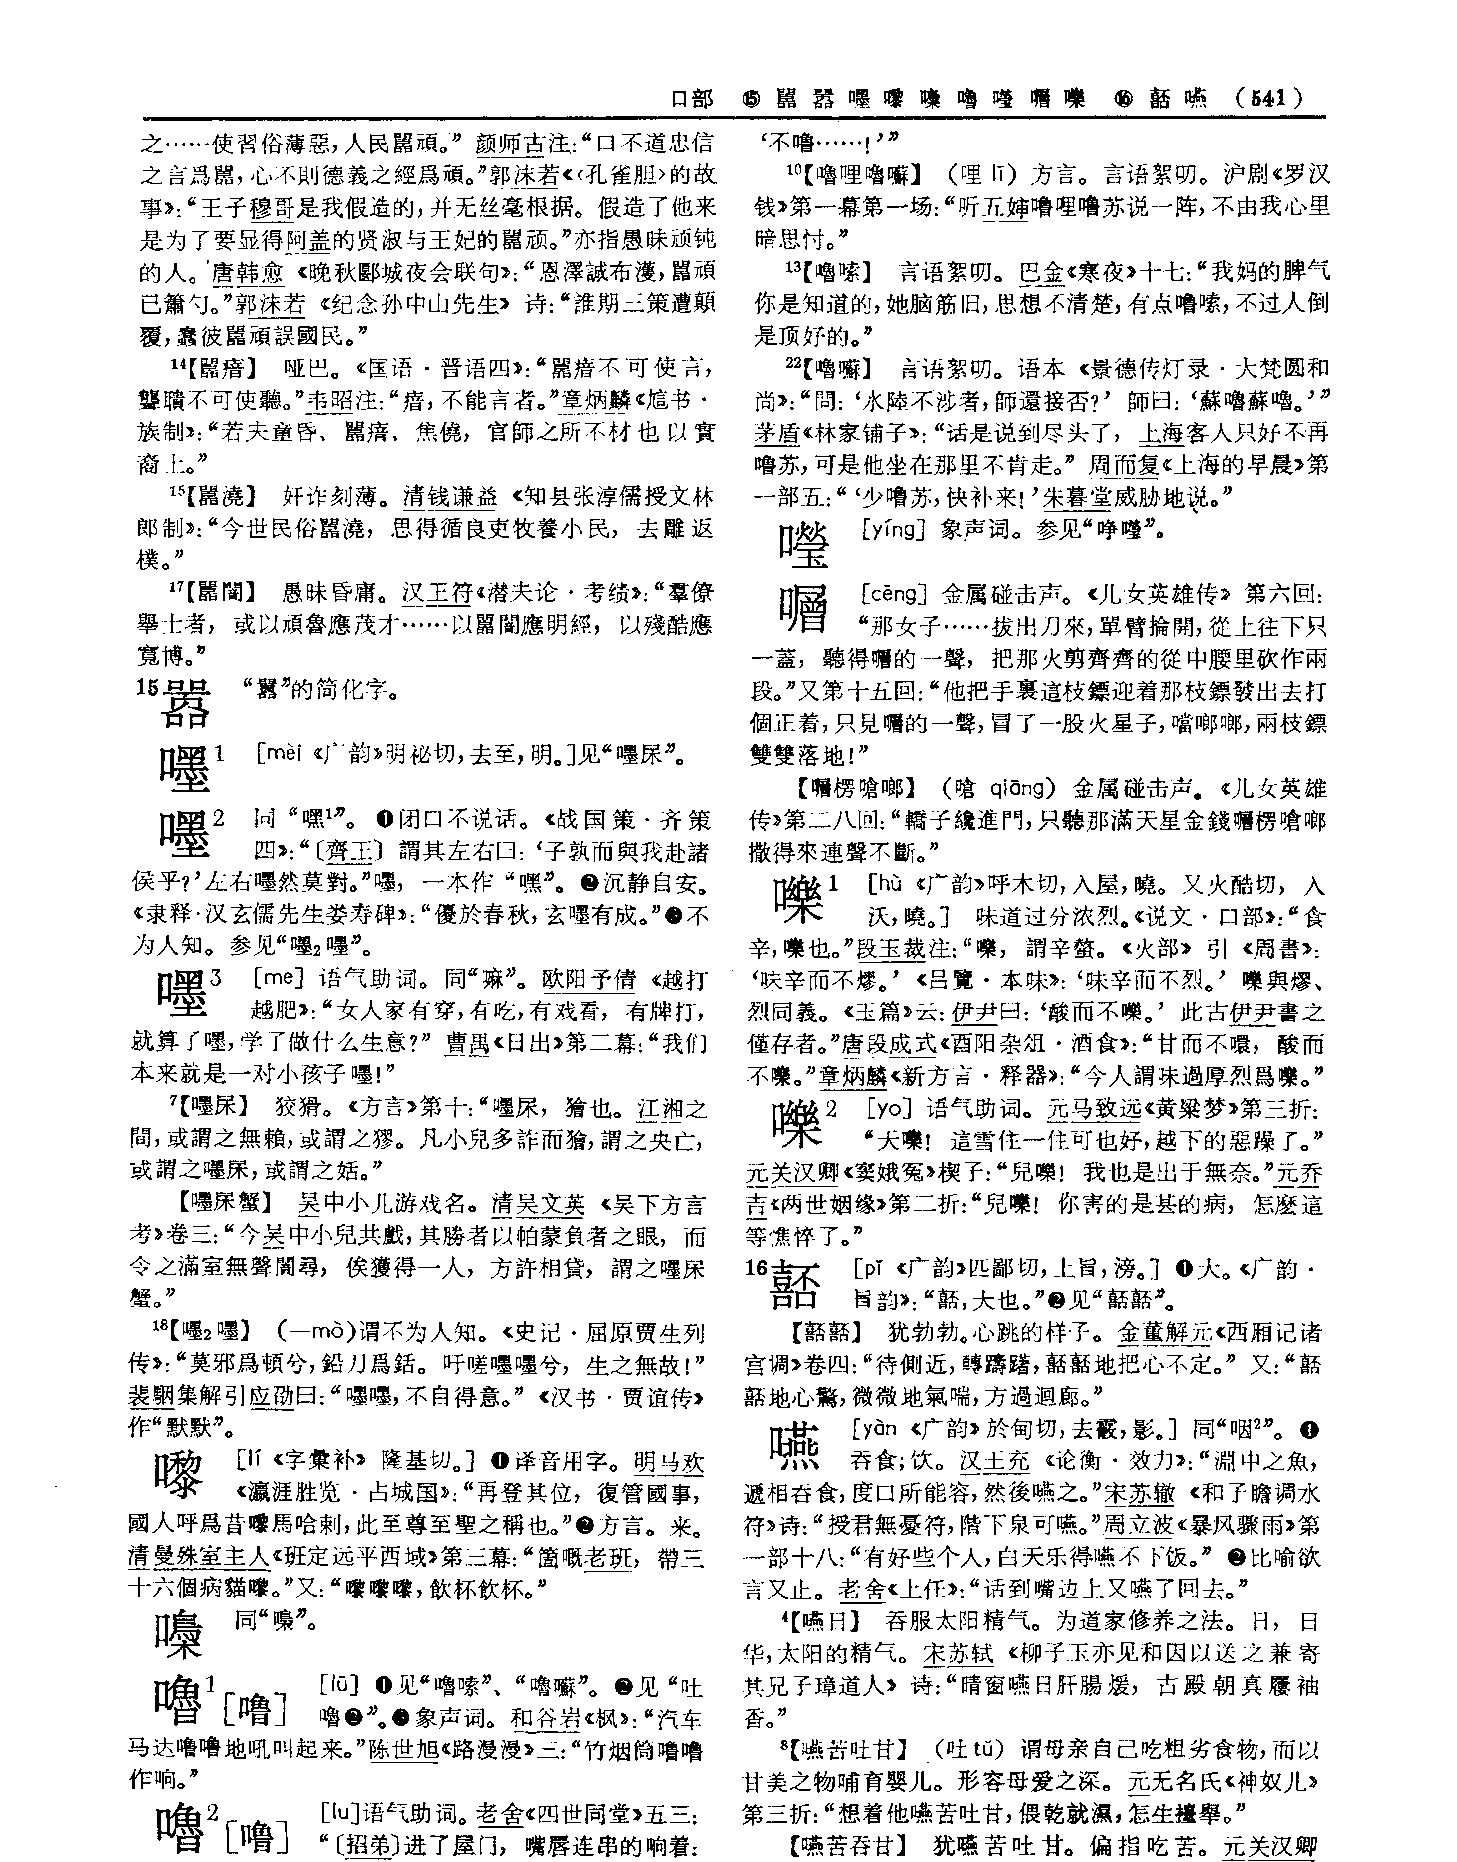 口部 ⑮ 嚚 嚣 嚜 嚟 㘇 嚕 㘈 噌 嚛 ⑯ 嚭 嚥 (541)
之……使習俗薄惡，人民嚚頑。”颜师古注：“口不道忠信
之言爲嚚，心不則德義之經爲頑。”郭沫若《〈孔雀胆〉的故
事》：“王子穆哥是我假造的，并无丝毫根据。假造了他来
是为了要显得阿盖的贤淑与王妃的嚚顽。”亦指愚昧顽钝
的人。唐韩愈《晚秋郾城夜会联句》：“恩澤誠布濩，嚚頑
已簫勺。”郭沫若《纪念孙中山先生》诗：“誰期三策遭顛
覆，蠢彼嚚頑誤國民。”
14【嚚瘖】 哑巴。《国语·晋语四》：“嚚瘖不可使言，
聾聵不可使聽。”韦昭注：“瘖，不能言者。”章炳麟《訄书·
族制》：“若夫童昏、嚚瘖、焦僥，官師之所不材也以實
裔土。”
15【嚚澆】 奸诈刻薄。清钱谦益《知县张淳儒授文林
郎制》：“今世民俗嚚澆，思得循良吏牧養小民，去雕返
樸。”
17【嚚闇】 愚昧昏庸。汉王符《潜夫论·考绩》：“羣僚
舉士者，或以頑魯應茂才……以嚚闇應明經，以殘酷應
寬博。”
15 嚣 “囂”的简化字。
嚜1 [mèi《广韵》明祕切，去至，明。]见“嚜杘”。
嚜2 同“嘿1”。❶闭口不说话。《战国策·齐策
四》：“〔齊王〕謂其左右曰：‘子孰而與我赴諸
侯乎？’左右嚜然莫對。”嚜，一本作“嘿”。❷沉静自安。
《隶释·汉玄儒先生娄寿碑》：“優於春秋，玄嚜有成。”❸不
为人知。参见“嚜2嚜”。
嚜3 [me]语气助词。同“嘛”。欧阳予倩《越打
越肥》：“女人家有穿，有吃，有戏看，有牌打，
就算了嚜，学了做什么生意？”曹禺《日出》第二幕：“我们
本来就是一对小孩子嚜！”
7【嚜杘】 狡猾。《方言》第十：“嚜杘，獪也。江湘之
間，或謂之無賴，或謂之㺒。凡小兒多詐而獪，謂之央亡，
或謂之嚜杘，或謂之姡。”
【嚜杘蟹】 吴中小儿游戏名。清吴文英《吴下方言
考》卷三：“今吴中小兒共戲，其勝者以帕蒙負者之眼，而
令之滿室無聲闇尋，俟獲得一人，方許相貸，謂之嚜杘
蟹。”
18【嚜2嚜】 （—mò）谓不为人知。《史记·屈原贾生列
传》：“莫邪爲頓兮，鉛刀爲銛。吁嗟嚜嚜兮，生之無故！”
裴駰集解引应劭曰：“嚜嚜，不自得意。”《汉书·贾谊传》
作“默默”。
嚟 [lí《字彙补》隆基切。]❶译音用字。明马欢
《瀛涯胜览·占城国》：“再登其位，復管國事，
國人呼爲昔嚟馬哈剌，此至尊至聖之稱也。”❷方言。来。
清曼殊室主人《班定远平西域》第三幕：“箇嘅老班，帶三
十六個病貓嚟。”又：“嚟嚟嚟，飲杯飲杯。”
同“嗥”。
嚕1[噜] [lū]❶见“嚕嗦”、“嚕囌”。❷见“吐
嚕❷”。❸象声词。和谷岩《枫》：“汽车
马达噜噜地吼叫起来。”陈世旭《路漫漫》三：“竹烟筒噜噜
作响。”
嚕2[噜] [lu]语气助词。老舍《四世同堂》五三：
“〔招弟〕进了屋门，嘴唇连串的响着：
‘不噜……！’”
10【嚕哩嚕囌】 （哩 lī）方言。言语絮叨。沪剧《罗汉
钱》第一幕第一场：“听五婶噜哩噜苏说一阵，不由我心里
暗思忖。”
13【嚕嗦】 言语絮叨。巴金《寒夜》十七：“我妈的脾气
你是知道的，她脑筋旧，思想不清楚，有点噜嗦，不过人倒
是顶好的。”
22【嚕囌】 言语絮叨。语本《景德传灯录·大梵圆和
尚》：“問：‘水陸不涉者，師還接否？’師曰：‘蘇嚕蘇嚕。’”
茅盾《林家铺子》：“话是说到尽头了，上海客人只好不再
噜苏，可是他坐在那里不肯走。”周而复《上海的早晨》第
一部五：“‘少噜苏，快补来！’朱暮堂威胁地说。”
[yíng]象声词。参见
[cēng]金属碰击声。《儿女英雄传》第六回：
“那女子……拔出刀來，單臂掄開，從上往下只
一蓋，聽得噌的一聲，把那火剪齊齊的從中腰里砍作兩
段。”又第十五回：“他把手裏這枝鏢迎着那枝鏢發出去打
個正着，只見噌的一聲，冒了一股火星子，噹啷啷，兩枝鏢
雙雙落地！”
【噌楞嗆啷】 （嗆 qiāng）金属碰击声。《儿女英雄
传》第二八回：“轎子纔進門，只聽那滿天星金錢噌楞嗆啷
撒得來連聲不斷。”
嚛1 [hù《广韵》呼木切，入屋，曉。又火酷切，入
沃，曉。] 味道过分浓烈。《说文·口部》：“食
辛，嚛也。”段玉裁注：“嚛，謂辛螫。《火部》引《周書》：
‘味辛而不熮。’《吕覽·本味》：‘味辛而不烈。’嚛與熮、
烈同義。《玉篇》云：伊尹曰：‘酸而不嚛。’此古伊尹書之
僅存者。”唐段成式《酉阳杂俎·酒食》：“甘而不噮，酸而
不嚛。”章炳麟《新方言·释器》：“今人謂味過厚烈爲嚛。”
嚛2 [yo]语气助词。元马致远《黄粱梦》第三折：
“天嚛！這雪住一住可也好，越下的惡躁了。”
元关汉卿《窦娥冤》楔子：“兒嚛！我也是出于無奈。”元乔
吉《两世姻缘》第二折：“兒嚛！你害的是甚的病，怎麽這
等憔悴了。”
16 嚭 [pǐ《广韵》匹鄙切，上旨，滂。]❶大。《广韵·
旨韵》：“嚭，大也。”❷见“嚭嚭”。
【嚭嚭】 犹勃勃。心跳的样子。金董解元《西厢记诸
宫调》卷四：“待側近，轉躊躇，嚭嚭地把心不定。”又：“嚭
嚭地心驚，微微地氣喘，方過迴廊。”
嚥 [yàn《广韵》於甸切，去霰，影。]同“咽2”。❶
吞食；饮。汉王充《论衡·效力》：“淵中之魚，
遞相吞食，度口所能容，然後嚥之。”宋苏辙《和子瞻调水
符》诗：“授君無憂符，階下泉可嚥。”周立波《暴风骤雨》第
一部十八：“有好些个人，白天乐得嚥不下饭。”❷比喻欲
言又止。老舍《上任》：“话到嘴边上又嚥了回去。”
4【嚥日】 吞服太阳精气。为道家修养之法。日，日
华，太阳的精气。宋苏轼《柳子玉亦见和因以送之兼寄
其兄子璋道人》诗：“晴窗嚥日肝腸煖，古殿朝真屨袖
香。”
8【嚥苦吐甘】 （吐 tǔ）谓母亲自己吃粗劣食物，而以
甘美之物哺育婴儿。形容母爱之深。元无名氏《神奴儿》
第三折：“想着他嚥苦吐甘，偎乾就濕，怎生擡舉。”
【嚥苦吞甘】 犹嚥苦吐甘。偏指吃苦。元关汉卿